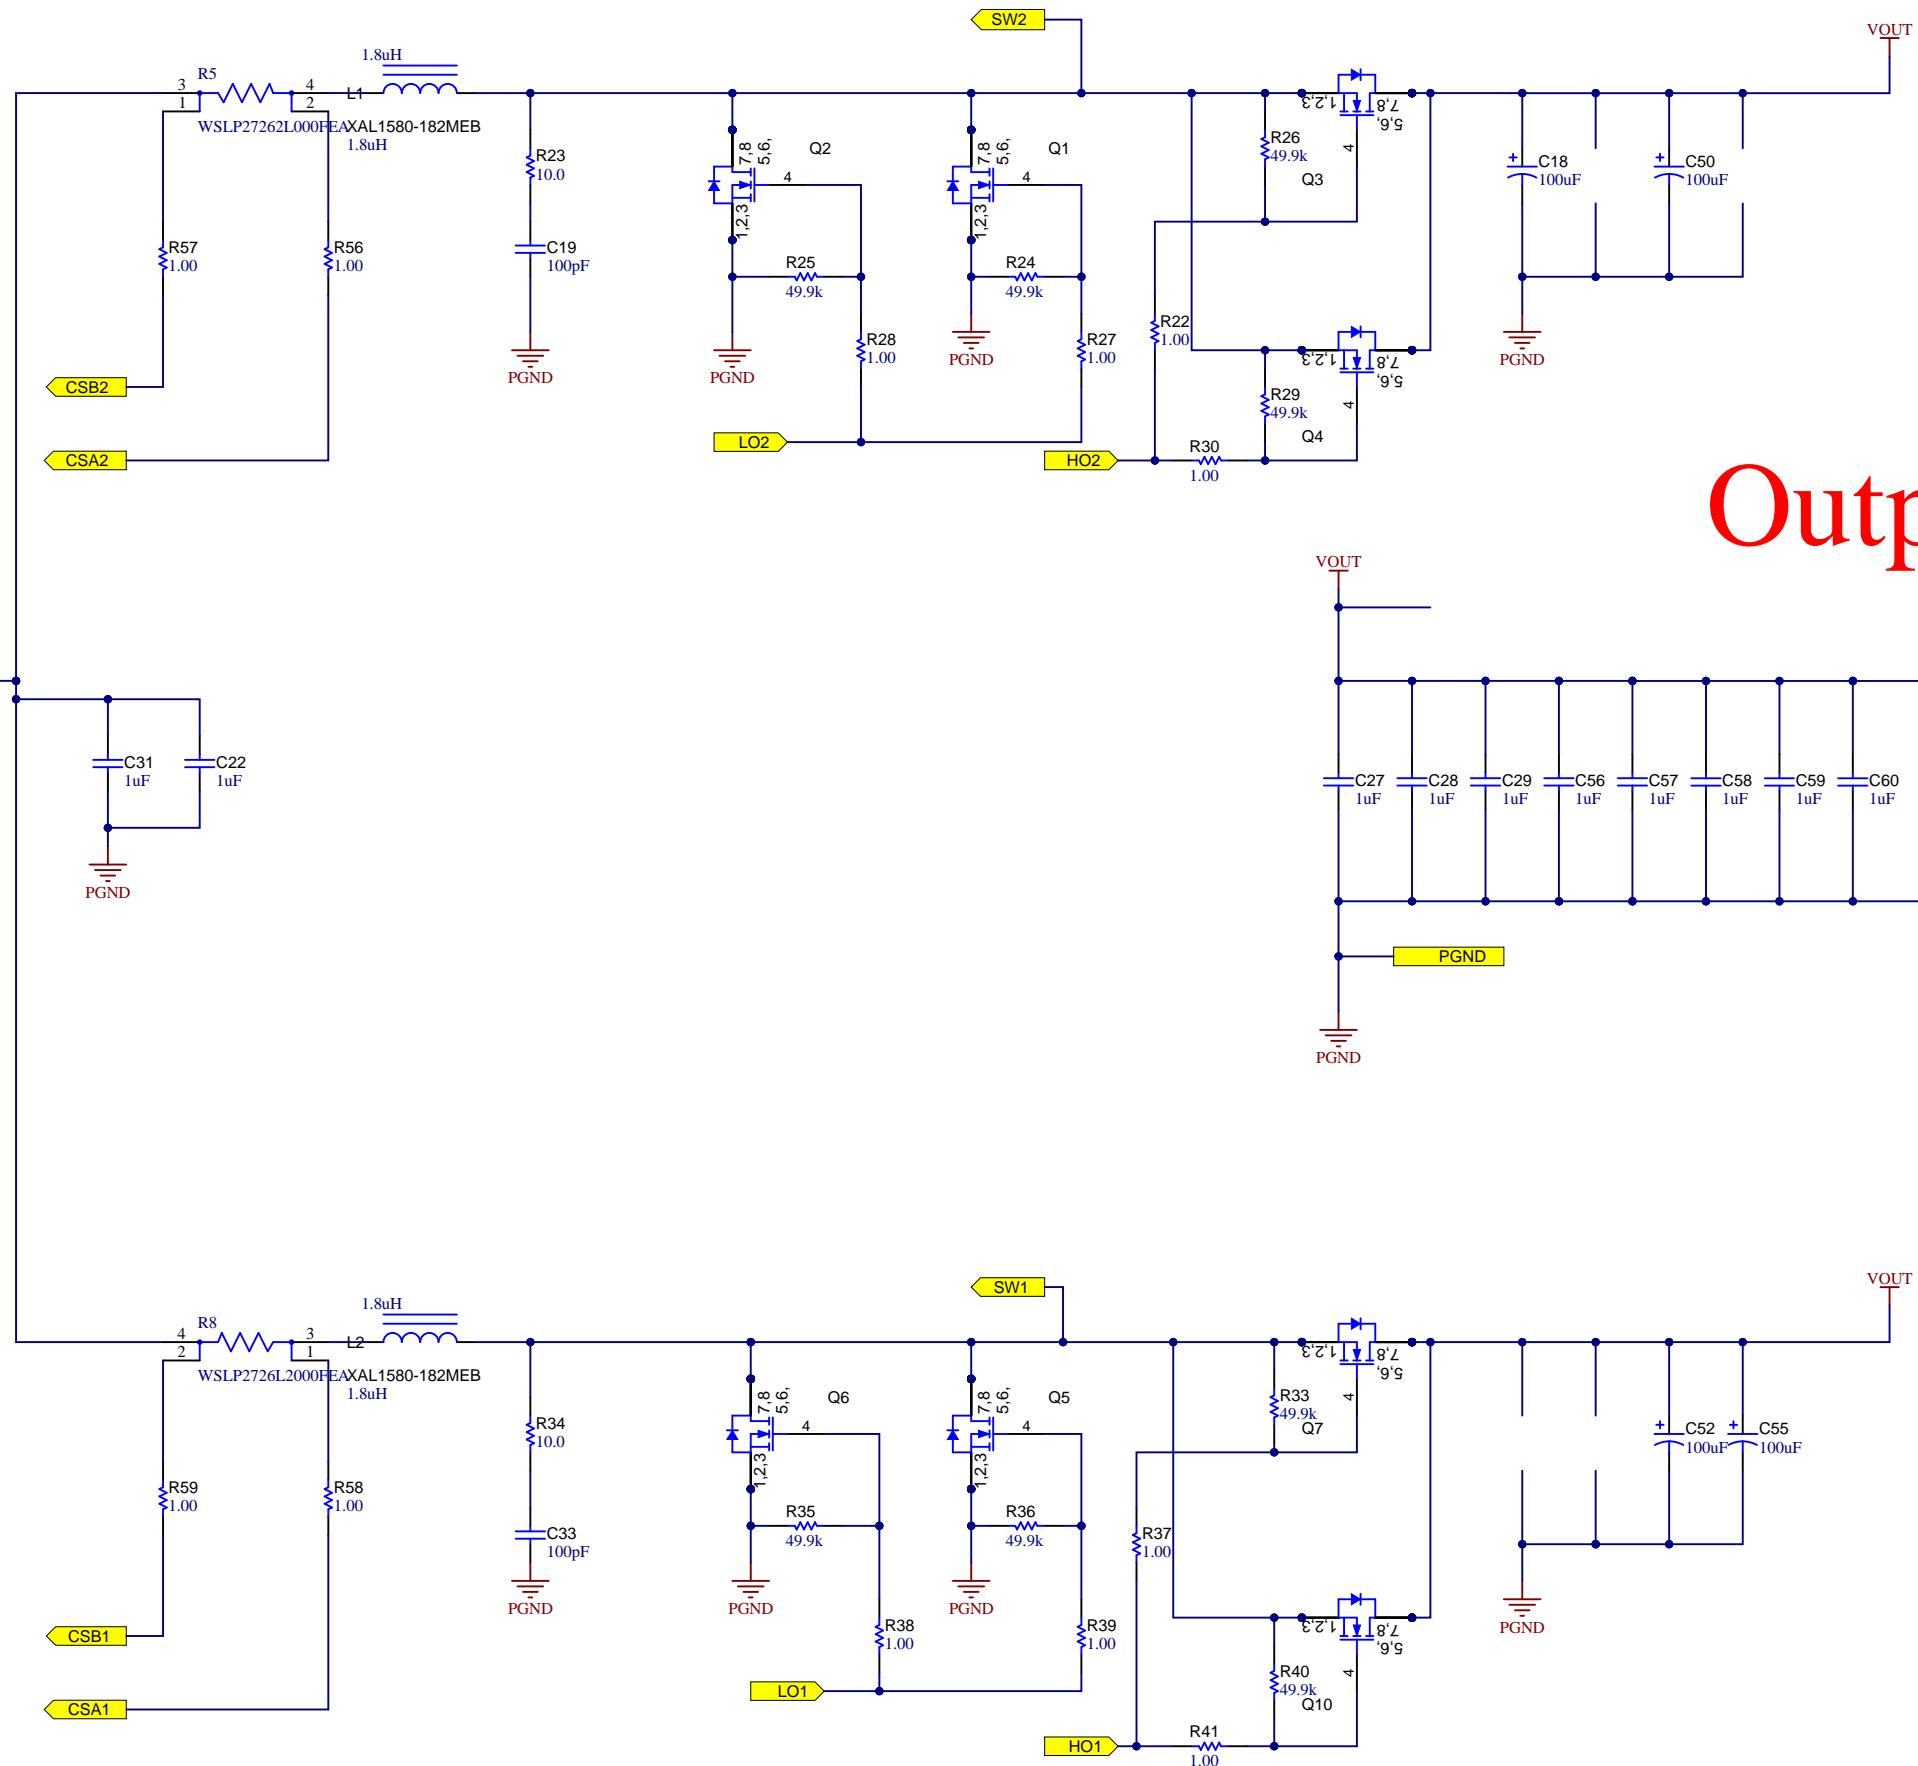 SW2
VOUT
1.8uH
R5
3
4
1
2
L1
WSLP27262L000FEA
XAL1580-182MEB
1.8uH
R23
10.0
C19
100pF
PGND
R57
1.00
R56
1.00
CSB2
CSA2
7,8
5,6,
Q2
4
1,2,3
R25
49.9k
R28
1.00
PGND
LO2
7,8
5,6,
Q1
4
1,2,3
R24
49.9k
R27
1.00
PGND
1,2,3
7,8
5,6,
4
R26
49.9k
Q3
R22
1.00
1,2,3
7,8
5,6,
4
R29
49.9k
Q4
HO2
R30
1.00
C18
100uF
C50
100uF
PGND
Outp
VOUT
C31
1uF
C22
1uF
PGND
C27
1uF
C28
1uF
C29
1uF
C56
1uF
C57
1uF
C58
1uF
C59
1uF
C60
1uF
PGND
PGND
SW1
VOUT
1.8uH
R8
4
3
2
1
L2
WSLP2726L2000FEA
XAL1580-182MEB
1.8uH
R34
10.0
C33
100pF
PGND
R59
1.00
R58
1.00
CSB1
CSA1
7,8
5,6,
Q6
4
1,2,3
R35
49.9k
R38
1.00
PGND
LO1
7,8
5,6,
Q5
4
1,2,3
R36
49.9k
R39
1.00
PGND
1,2,3
7,8
5,6,
4
R33
49.9k
Q7
R37
1.00
1,2,3
7,8
5,6,
4
R40
49.9k
Q10
HO1
R41
1.00
C52
100uF
C55
100uF
PGND